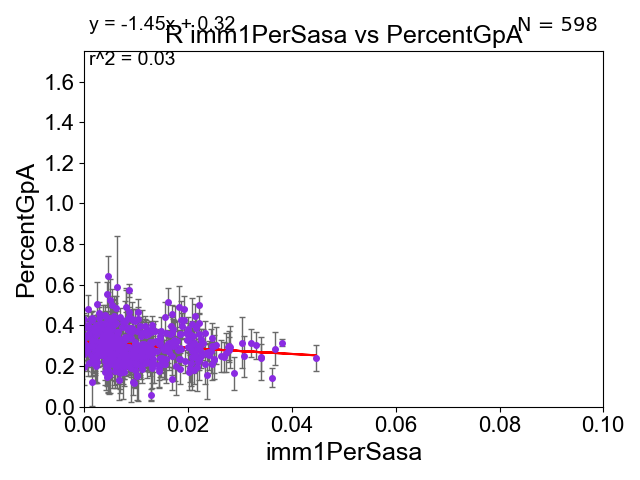 y = -1.45x + 0.32
N = 598
R imm1PerSasa vs PercentGpA
r^2 = 0.03
PercentGpA
1.6
1.4
1.2
1.0
0.8
0.6
0.4
0.2
0.0
0.00 0.02 0.04 0.06 0.08 0.10
imm1PerSasa